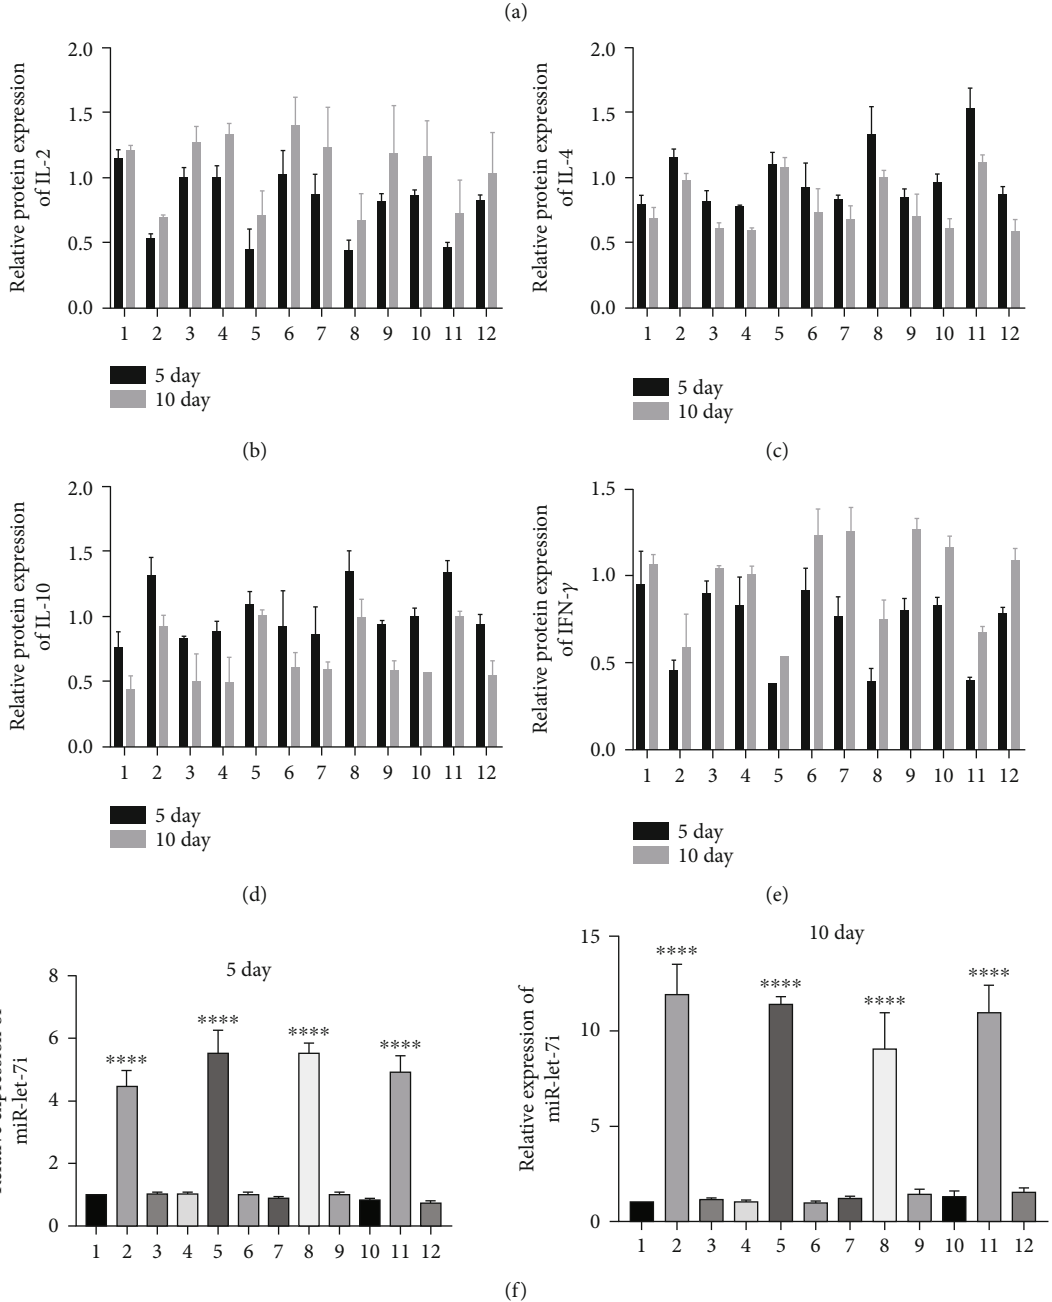 (a)
Relative protein expression
of IL-2
2.0
1.5
1.0
0.5
0.0
1 2 3 4 5 6 7 8 9 10 11 12
5 day
10 day
(b)
Relative protein expression
of IL-4
2.0
1.5
1.0
0.5
0.0
1 2 3 4 5 6 7 8 9 10 11 12
5 day
10 day
(c)
Relative protein expression
of IL-10
2.0
1.5
1.0
0.5
0.0
1 2 3 4 5 6 7 8 9 10 11 12
5 day
10 day
(d)
Relative protein expression
of IFN-γ
1.5
1.0
0.5
0.0
1 2 3 4 5 6 7 8 9 10 11 12
5 day
10 day
(e)
5 day
miR-let-7i
8
6
4
2
0
**** **** **** ****
1 2 3 4 5 6 7 8 9 10 11 12
10 day
Relative expression of
miR-let-7i
15
10
5
0
**** **** **** ****
1 2 3 4 5 6 7 8 9 10 11 12
(f)